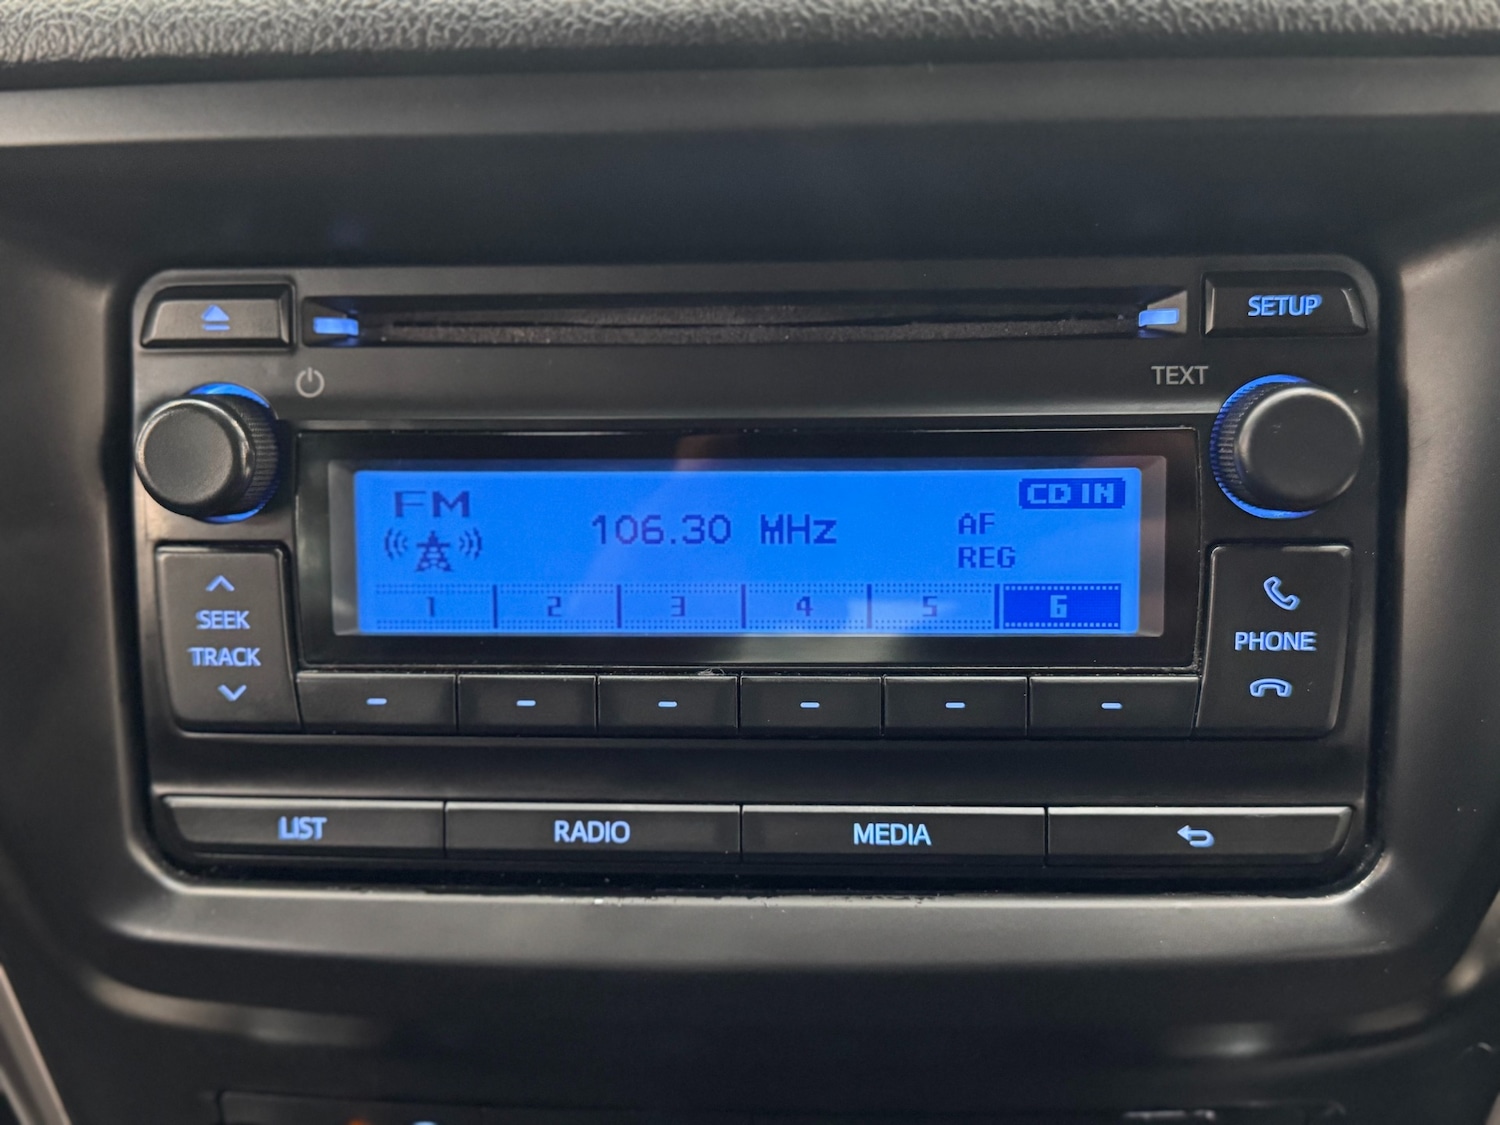 SETUP
TEXT
FM
106.30 MHz
CD IN
AF
REG
1 2 3 4 5 6
SEEK
TRACK
PHONE
LIST
RADIO
MEDIA